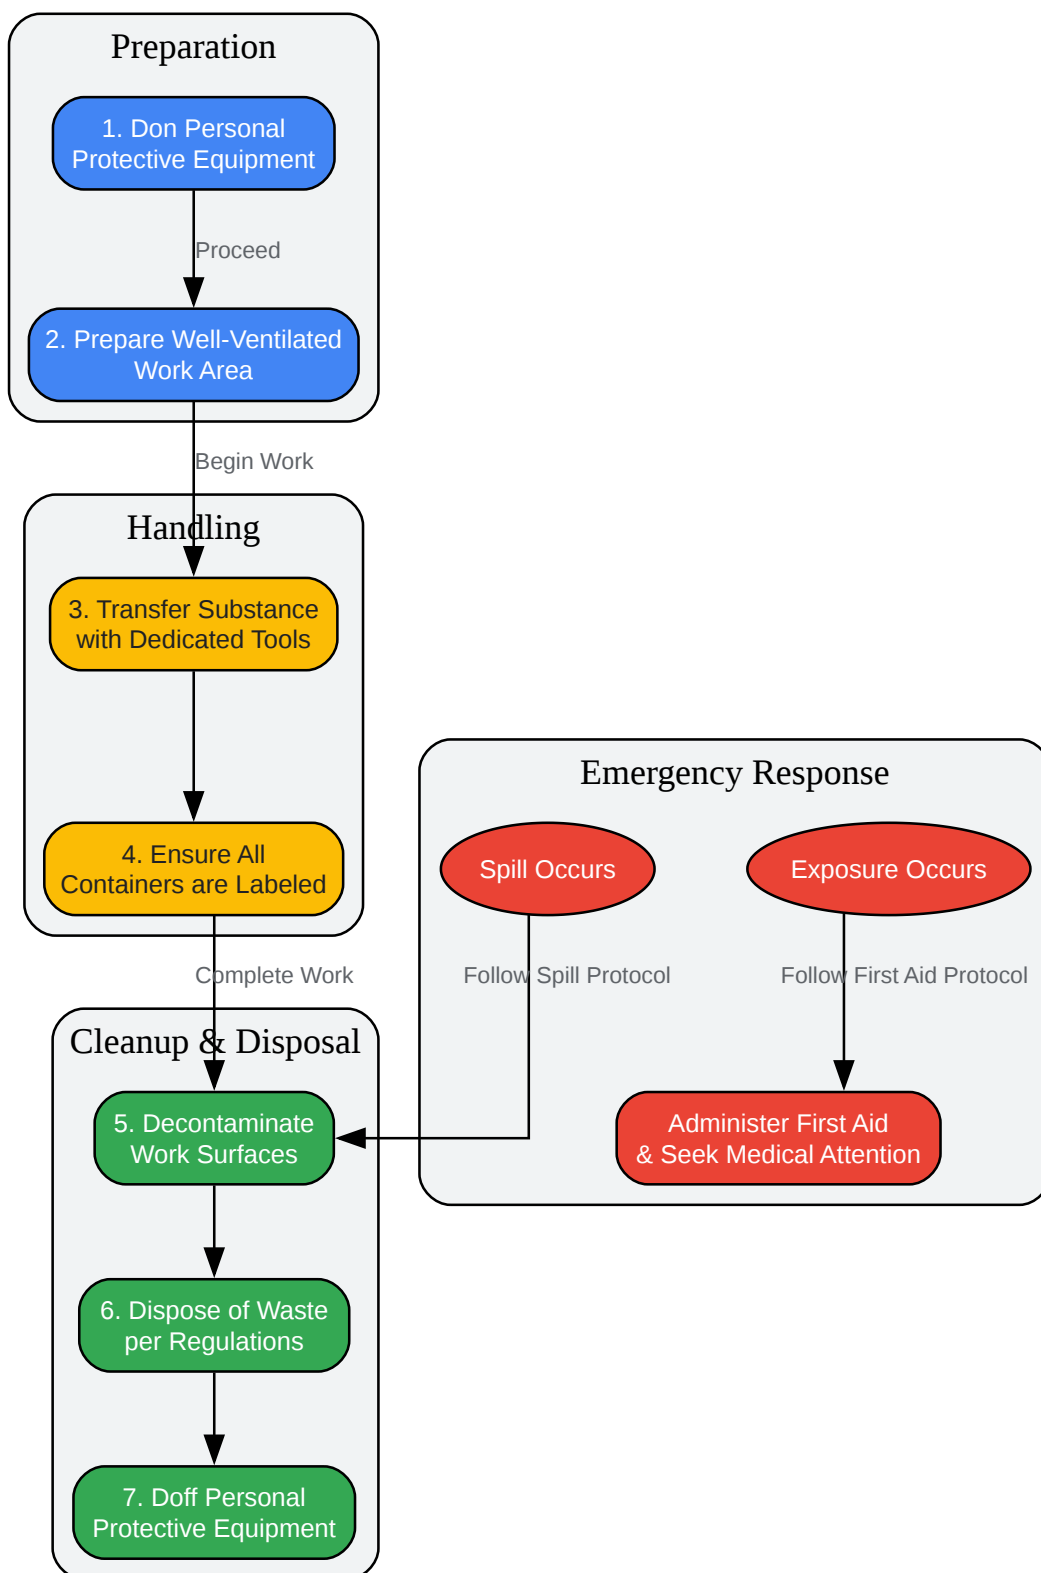 Preparation
1. Don Personal
Protective Equipment
Proceed
2. Prepare Well-Ventilated
Work Area
Begin Work
Handling
3. Transfer Substance
with Dedicated Tools
4. Ensure All
Containers are Labeled
Complete Work
Emergency Response
Spill Occurs
Exposure Occurs
Follow Spill Protocol
Follow First Aid Protocol
Administer First Aid
& Seek Medical Attention
Cleanup & Disposal
5. Decontaminate
Work Surfaces
6. Dispose of Waste
per Regulations
7. Doff Personal
Protective Equipment